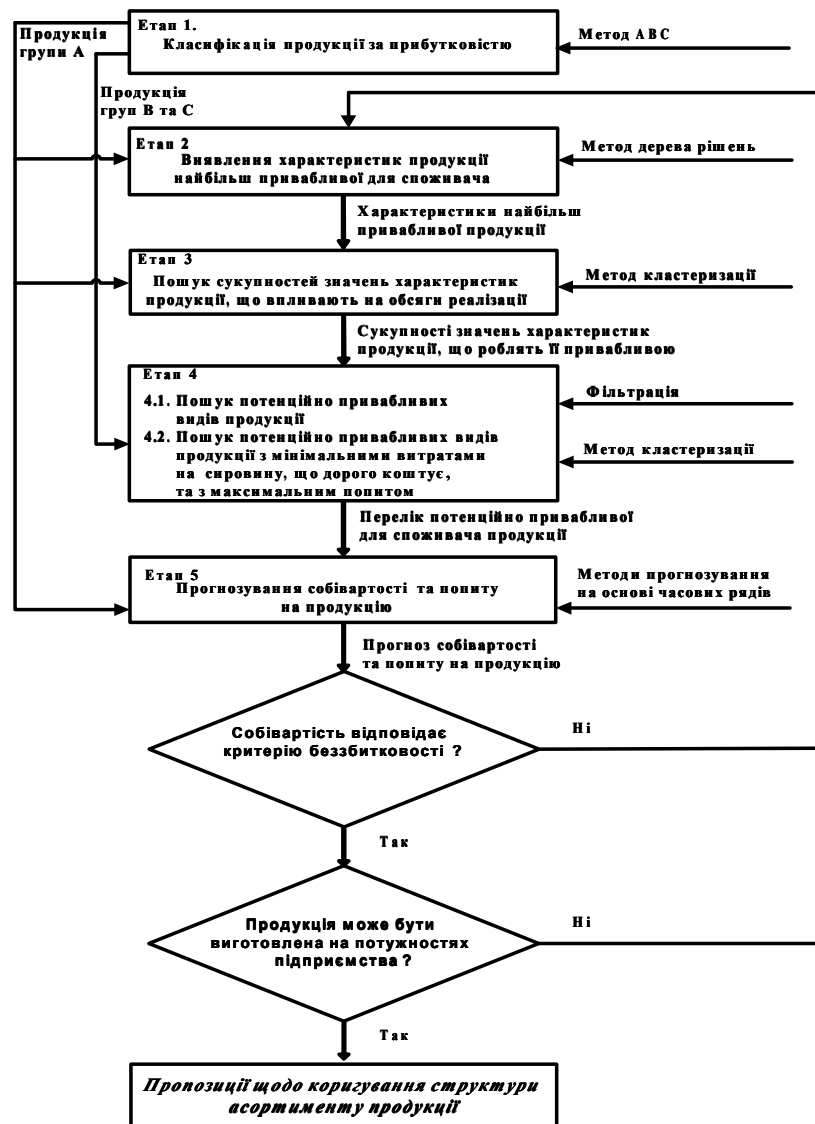 Етап 1.
Класифікація продукції за прибутковістю
Метод АВС
Продукція
групи А
Продукція
груп В та С
Етап 2
Виявлення характеристик продукції
найбільш привабливої для споживача
Метод дерева рішень
Характеристики найбільш
привабливої продукції
Етап 3
Пошук сукупностей значень характеристик
продукції, що впливають на обсяги реалізації
Метод кластеризації
Сукупності значень характеристик
продукції, що роблять її привабливою
Етап 4
4.1. Пошук потенційно привабливих
видів продукції
4.2. Пошук потенційно привабливих видів
продукції з мінімальними витратами
на сировину, що дорого коштує,
та з максимальним попитом
Фільтрація
Метод кластеризації
Перелік потенційно привабливої
для споживача продукції
Етап 5
Прогнозування собівартості та попиту
на продукцію
Методи прогнозування
на основі часових рядів
Прогноз собівартості
та попиту на продукцію
Собівартість відповідає
критерію беззбитковості ?
Ні
Так
Продукція може бути
виготовлена на потужностях
підприємства ?
Ні
Так
Пропозиції щодо коригування структури
асортименту продукції